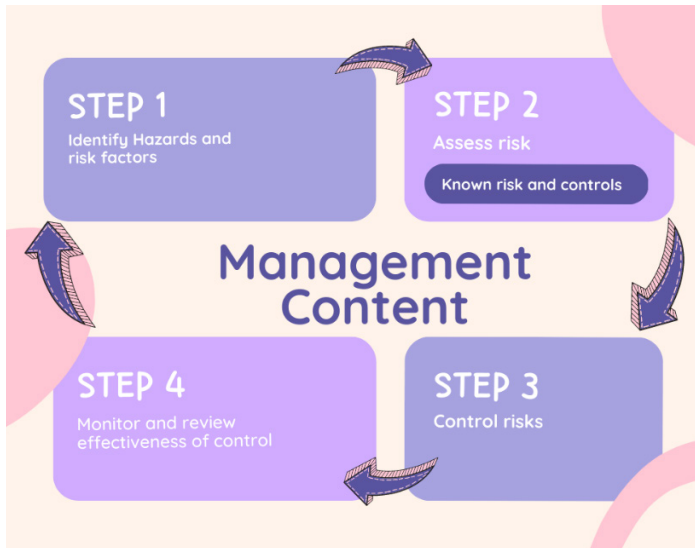 STEP 1
Identify Hazards and
risk factors
STEP 2
Assess risk
Known risk and controls
Management
Content
STEP 3
Control risks
STEP 4
Monitor and review
effectiveness of control